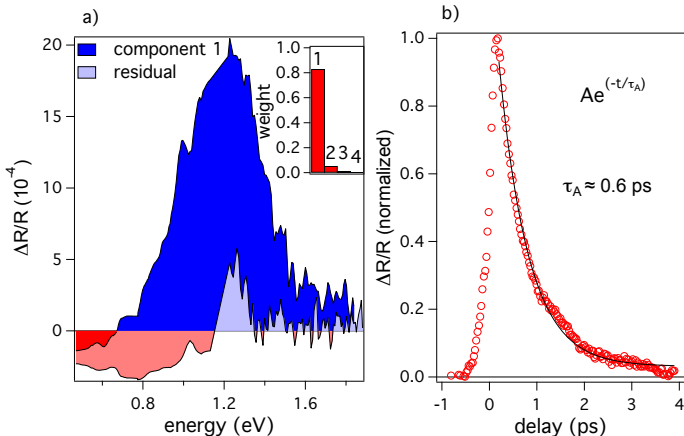 a)
20
15
10
5
0
ΔR/R (10⁻⁴)
component 1
residual
1.0
0.8
0.6
0.4
0.2
0.0
weight
1
2 3 4
0.8
1.2
1.6
energy (eV)
b)
1.0
0.8
0.6
0.4
0.2
0.0
ΔR/R (normalized)
Ae^(-t/τ_A)
τ_A ≈ 0.6 ps
-1
0
1
2
3
4
delay (ps)